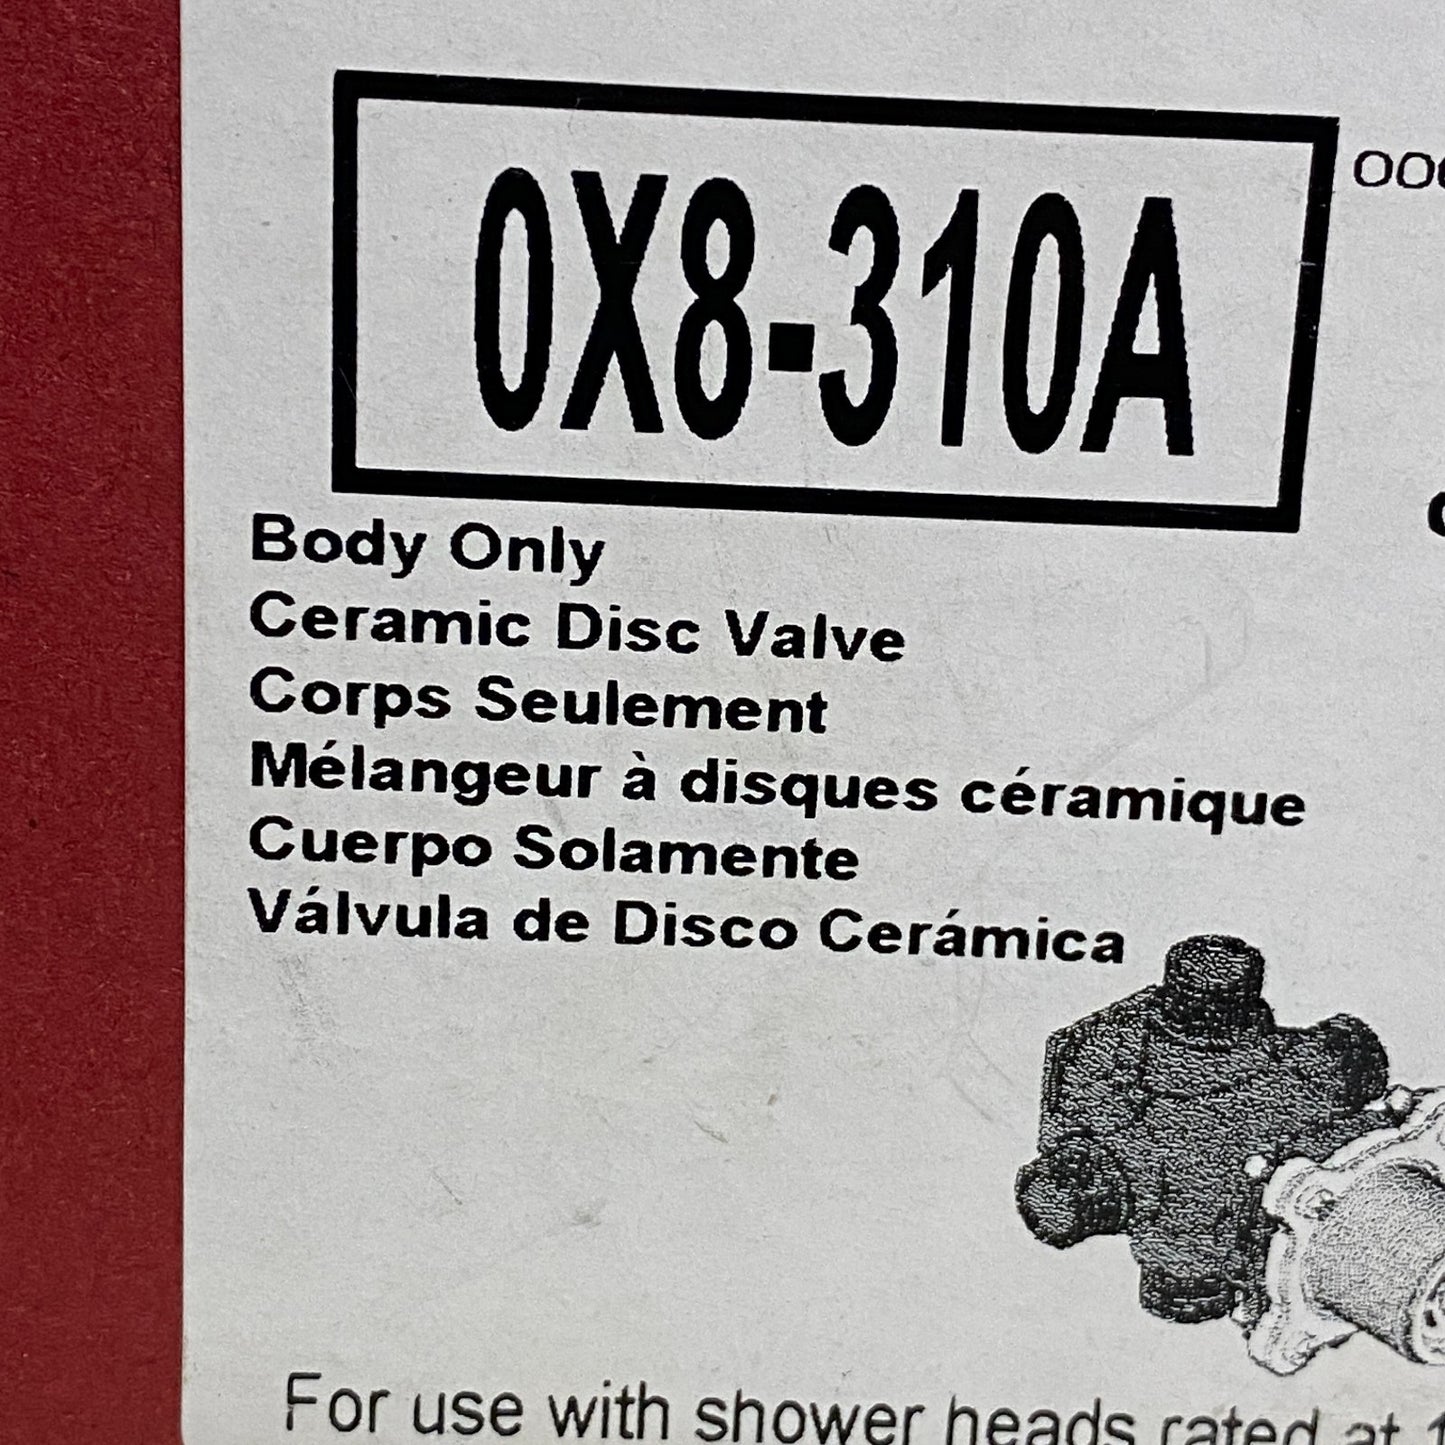 0X8-310A
Body Only
Ceramic Disc Valve
Corps Seulement
Mélangeur à disques céramique
Cuerpo Solamente
Válvula de Disco Cerámica
For use with shower heads rated at